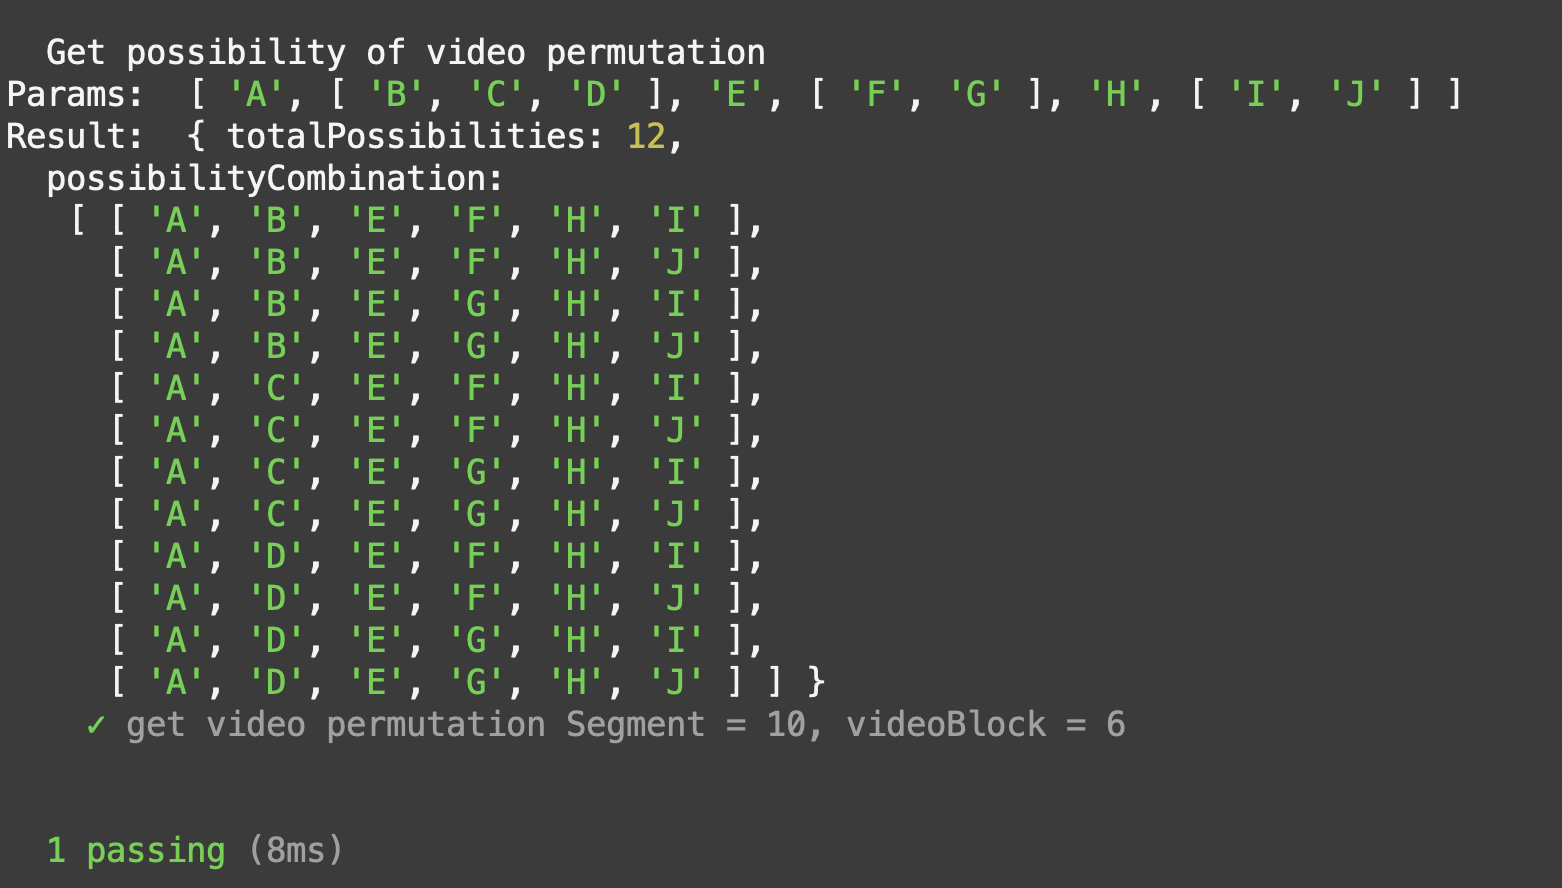 Get possibility of video permutation
Params:  [ 'A', [ 'B', 'C', 'D' ], 'E', [ 'F', 'G' ], 'H', [ 'I', 'J' ] ]
Result:  { totalPossibilities: 12,
possibilityCombination:
[ [ 'A', 'B', 'E', 'F', 'H', 'I' ],
[ 'A', 'B', 'E', 'F', 'H', 'J' ],
[ 'A', 'B', 'E', 'G', 'H', 'I' ],
[ 'A', 'B', 'E', 'G', 'H', 'J' ],
[ 'A', 'C', 'E', 'F', 'H', 'I' ],
[ 'A', 'C', 'E', 'F', 'H', 'J' ],
[ 'A', 'C', 'E', 'G', 'H', 'I' ],
[ 'A', 'C', 'E', 'G', 'H', 'J' ],
[ 'A', 'D', 'E', 'F', 'H', 'I' ],
[ 'A', 'D', 'E', 'F', 'H', 'J' ],
[ 'A', 'D', 'E', 'G', 'H', 'I' ],
[ 'A', 'D', 'E', 'G', 'H', 'J' ] ] }
✓ get video permutation Segment = 10, videoBlock = 6
1 passing (8ms)